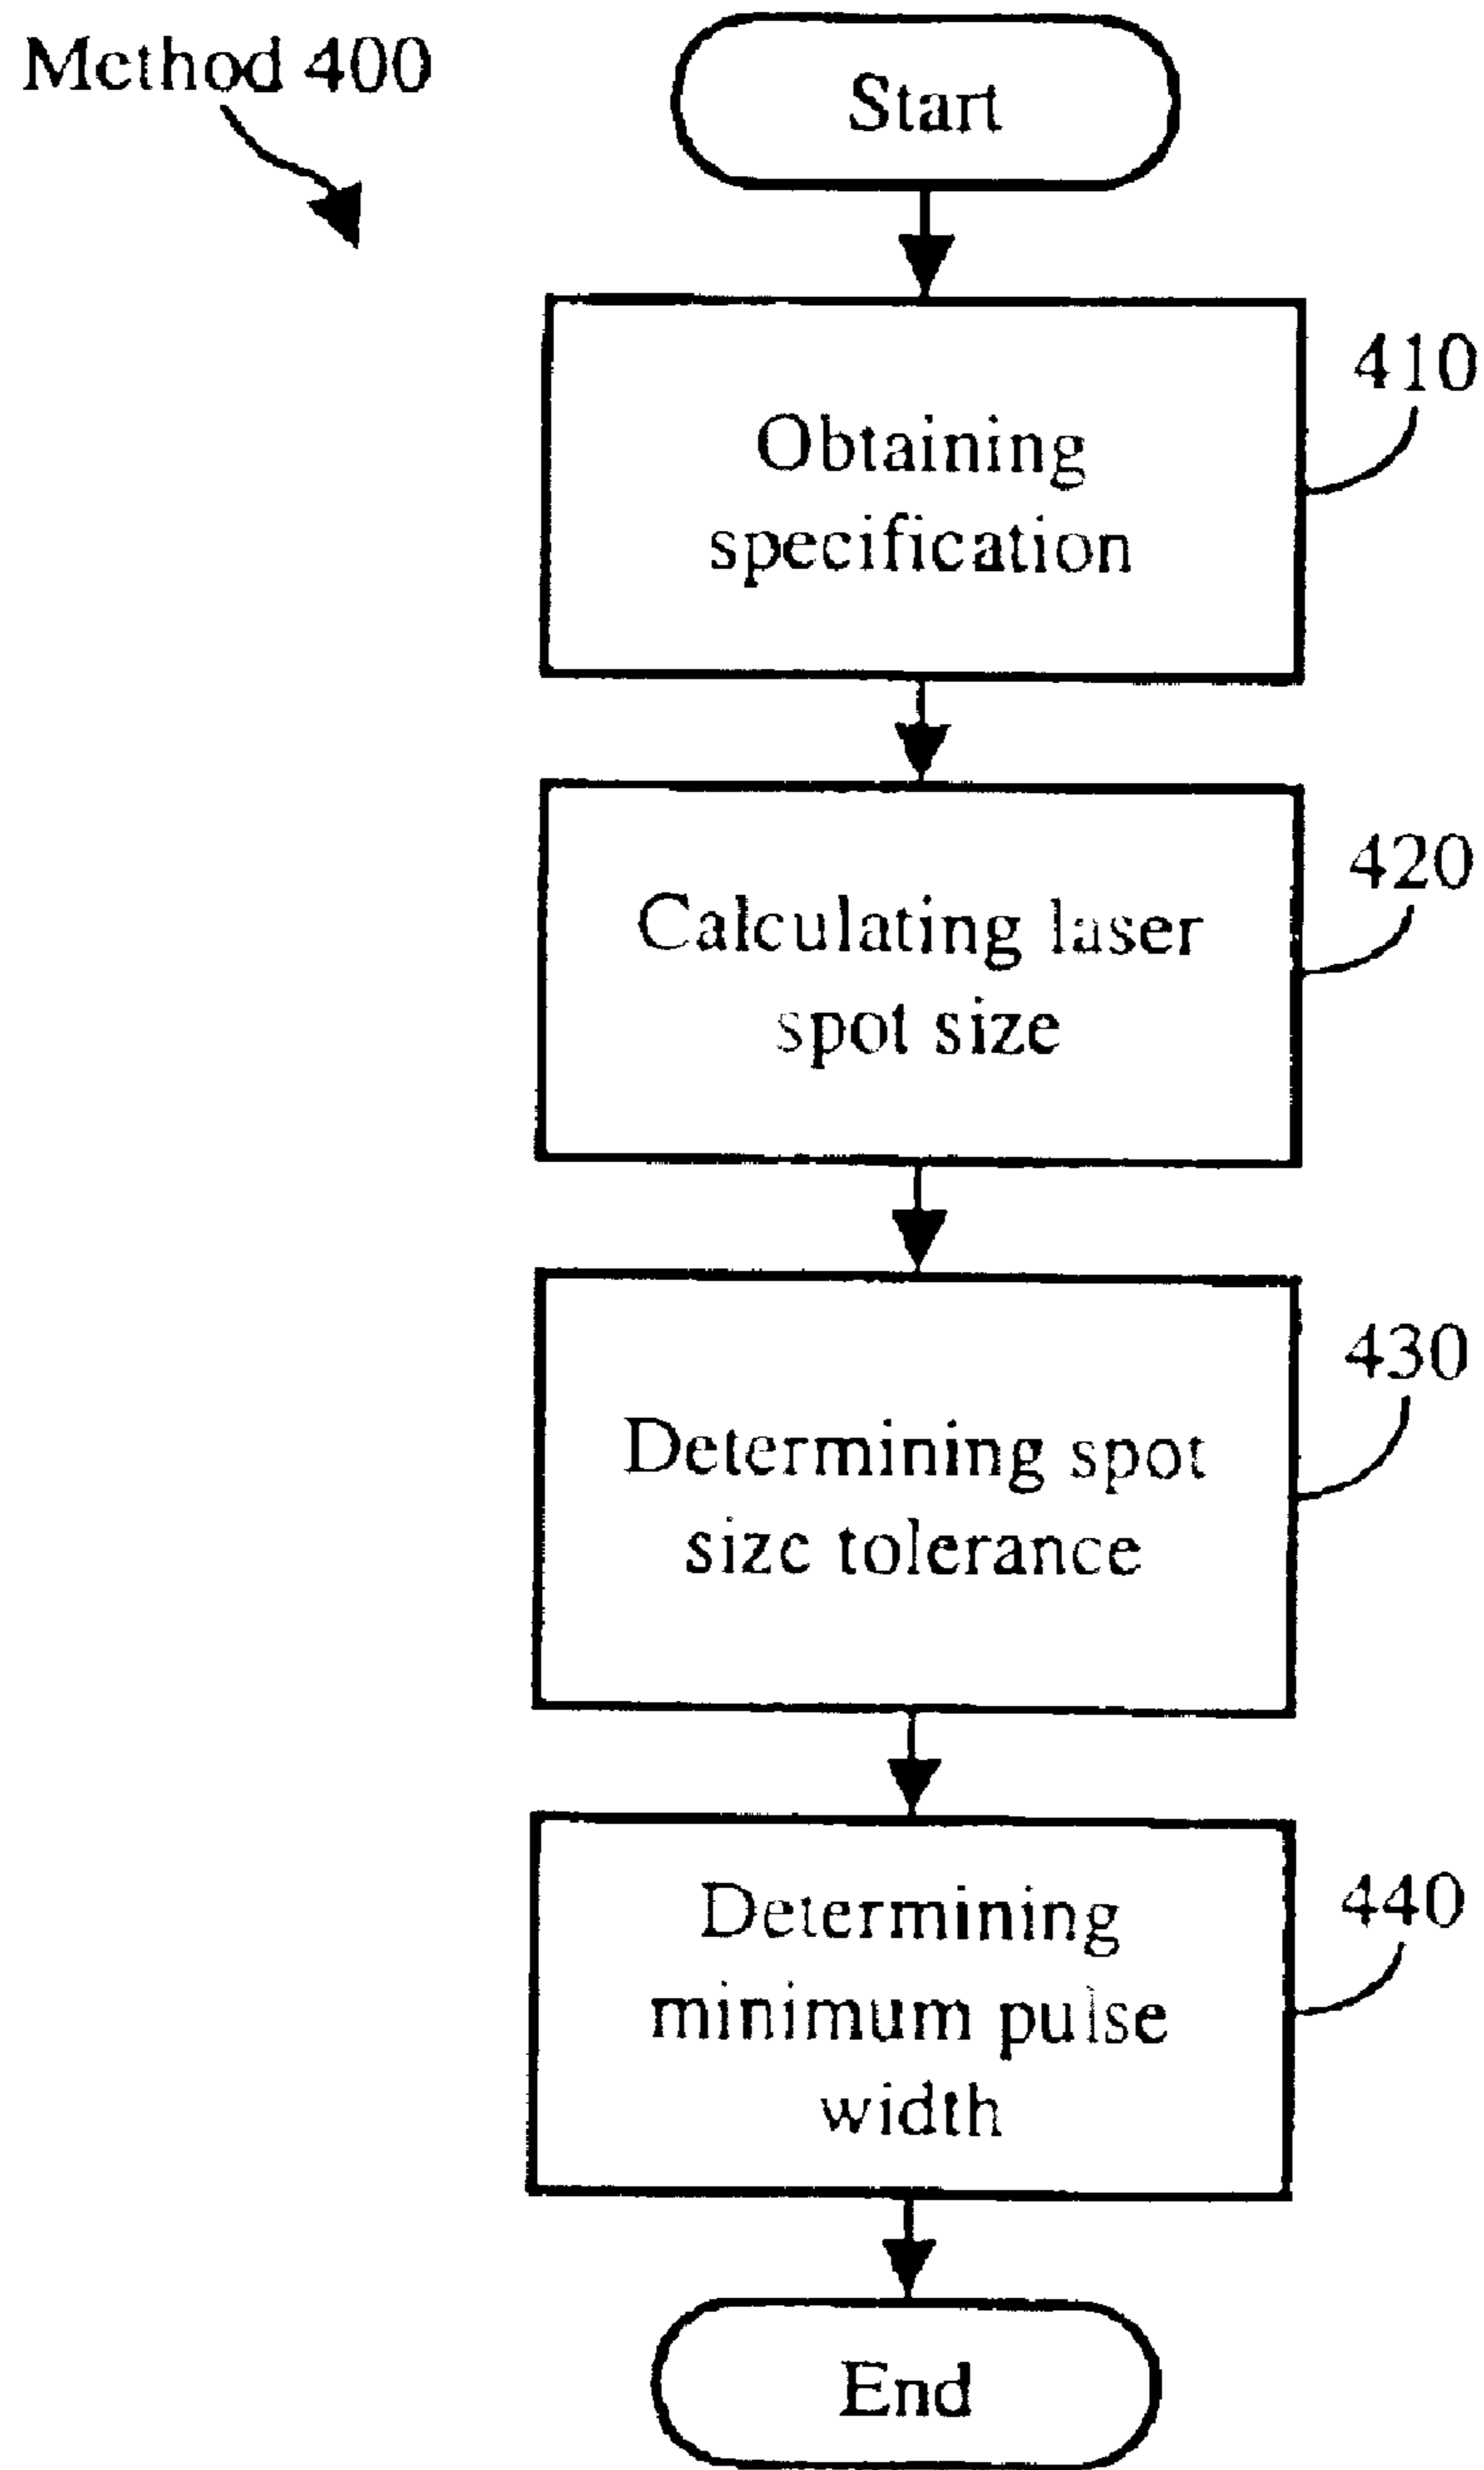 Method 400
Start
410
Obtaining
specification
420
Calculating laser
spot size
430
Determining spot
size tolerance
440
Determining
minimum pulse
width
End